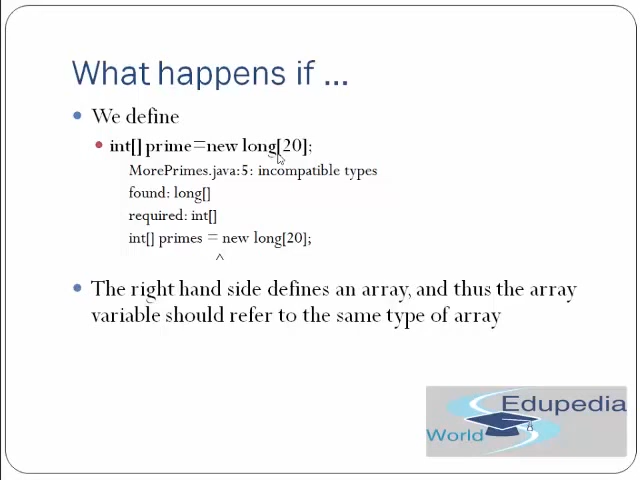 What happens if ...
We define
int[] prime=new long[20];
MorePrimes.java:5: incompatible types
found: long[]
required: int[]
int[] primes = new long[20];
^
The right hand side defines an array, and thus the array
variable should refer to the same type of array
Edupedia
World